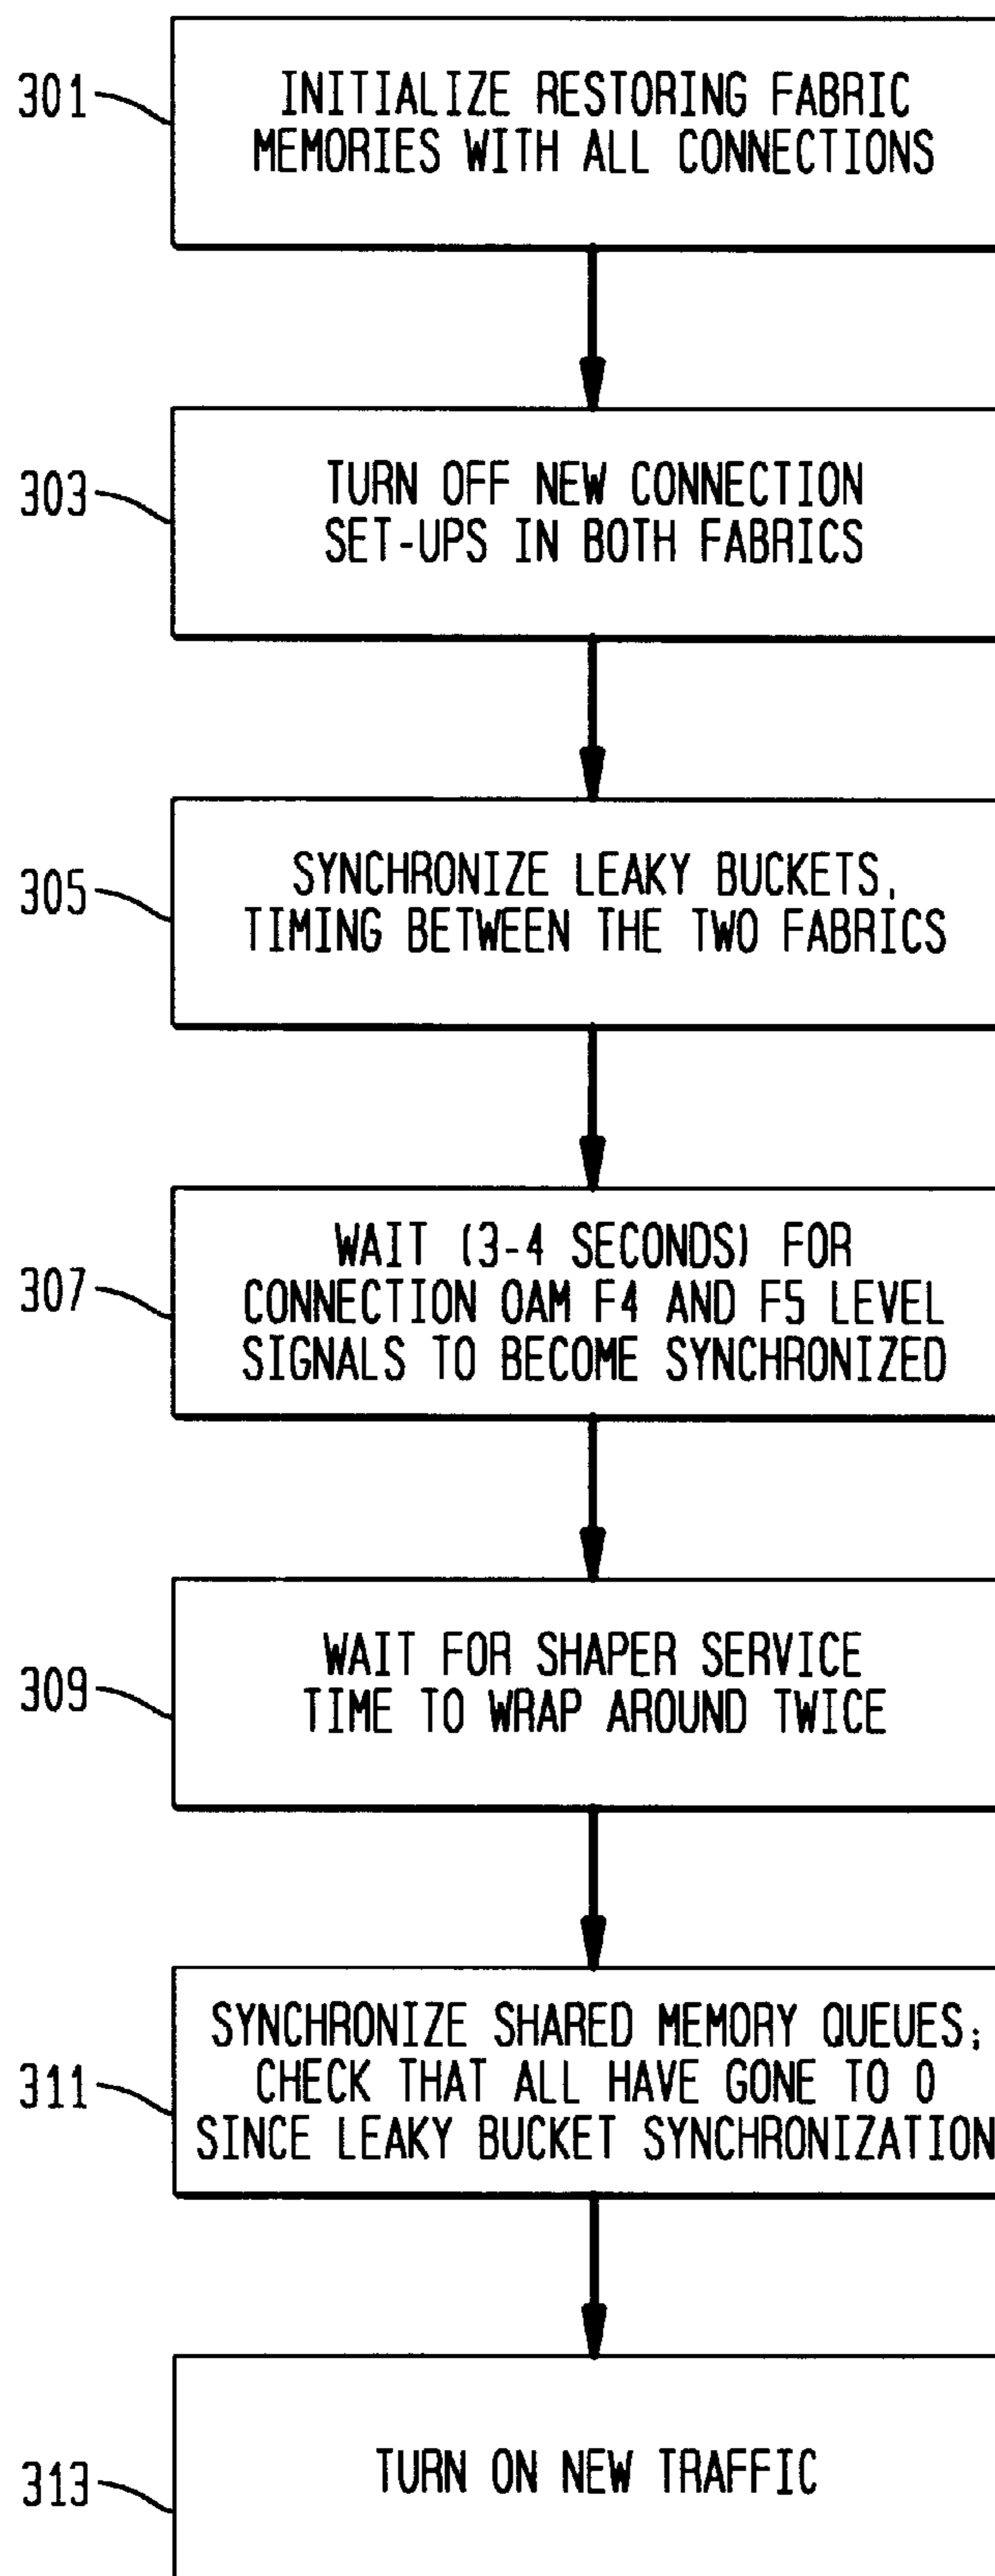 301
INITIALIZE RESTORING FABRIC
MEMORIES WITH ALL CONNECTIONS
303
TURN OFF NEW CONNECTION
SET-UPS IN BOTH FABRICS
305
SYNCHRONIZE LEAKY BUCKETS,
TIMING BETWEEN THE TWO FABRICS
307
WAIT (3-4 SECONDS) FOR
CONNECTION OAM F4 AND F5 LEVEL
SIGNALS TO BECOME SYNCHRONIZED
309
WAIT FOR SHAPER SERVICE
TIME TO WRAP AROUND TWICE
311
SYNCHRONIZE SHARED MEMORY QUEUES;
CHECK THAT ALL HAVE GONE TO 0
SINCE LEAKY BUCKET SYNCHRONIZATION
313
TURN ON NEW TRAFFIC